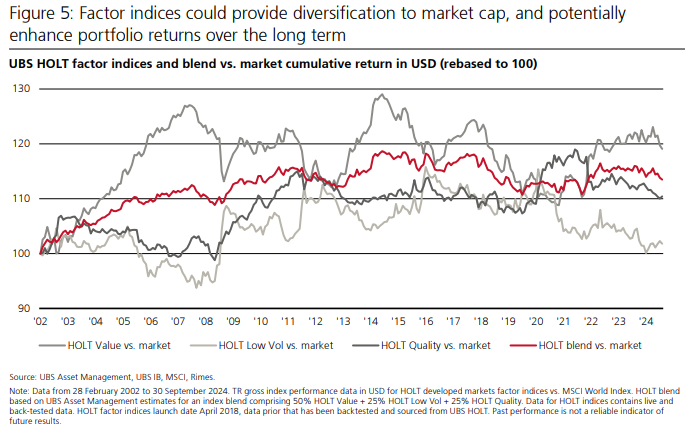 Figure 5: Factor indices could provide diversification to market cap, and potentially
enhance portfolio returns over the long term
UBS HOLT factor indices and blend vs. market cumulative return in USD (rebased to 100)
130
120
110
100
90
'02 '03 '04 '05 '06 '07 '08 '09 '10 '11 '12 '13 '14 '15 '16 '17 '18 '19 '20 '21 '22 '23 '24
HOLT Value vs. market HOLT Low Vol vs. market HOLT Quality vs. market HOLT blend vs. market
Source: UBS Asset Management, UBS IB, MSCI, Rimes.
Note: Data from 28 February 2002 to 30 September 2024. TR gross index performance data in USD for HOLT developed markets factor indices vs. MSCI World Index. HOLT blend
based on UBS Asset Management estimates for an index blend comprising 50% HOLT Value + 25% HOLT Low Vol + 25% HOLT Quality. Data for HOLT indices contains live and
back-tested data. HOLT factor indices launch date April 2018, data prior that has been backtested and sourced from UBS HOLT. Past performance is not a reliable indicator of
future results.